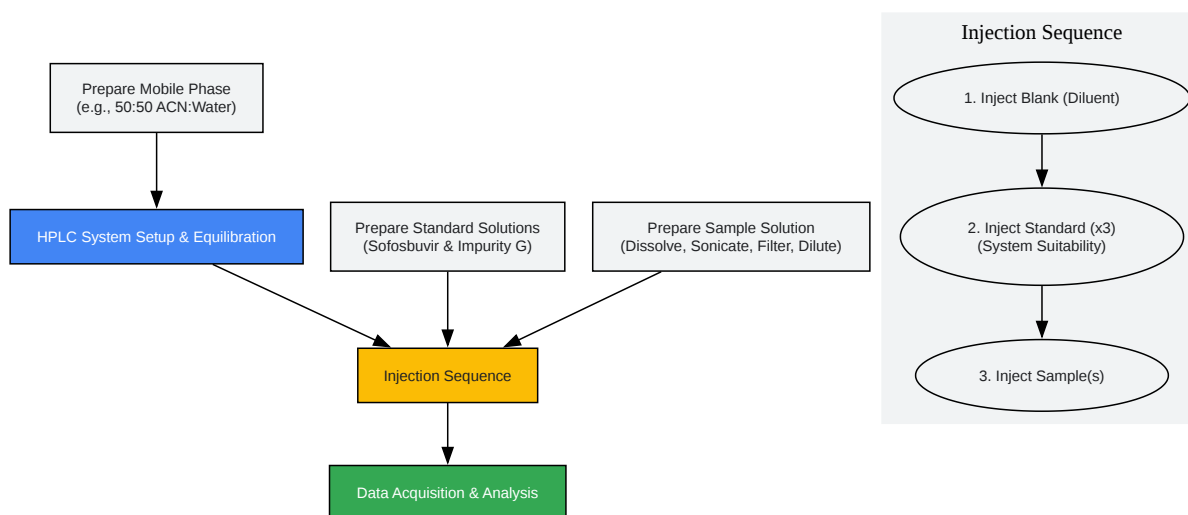 Prepare Mobile Phase
(e.g., 50:50 ACN:Water)
HPLC System Setup & Equilibration
Prepare Standard Solutions
(Sofosbuvir & Impurity G)
Prepare Sample Solution
(Dissolve, Sonicate, Filter, Dilute)
Injection Sequence
Data Acquisition & Analysis
Injection Sequence
1. Inject Blank (Diluent)
2. Inject Standard (x3)
(System Suitability)
3. Inject Sample(s)